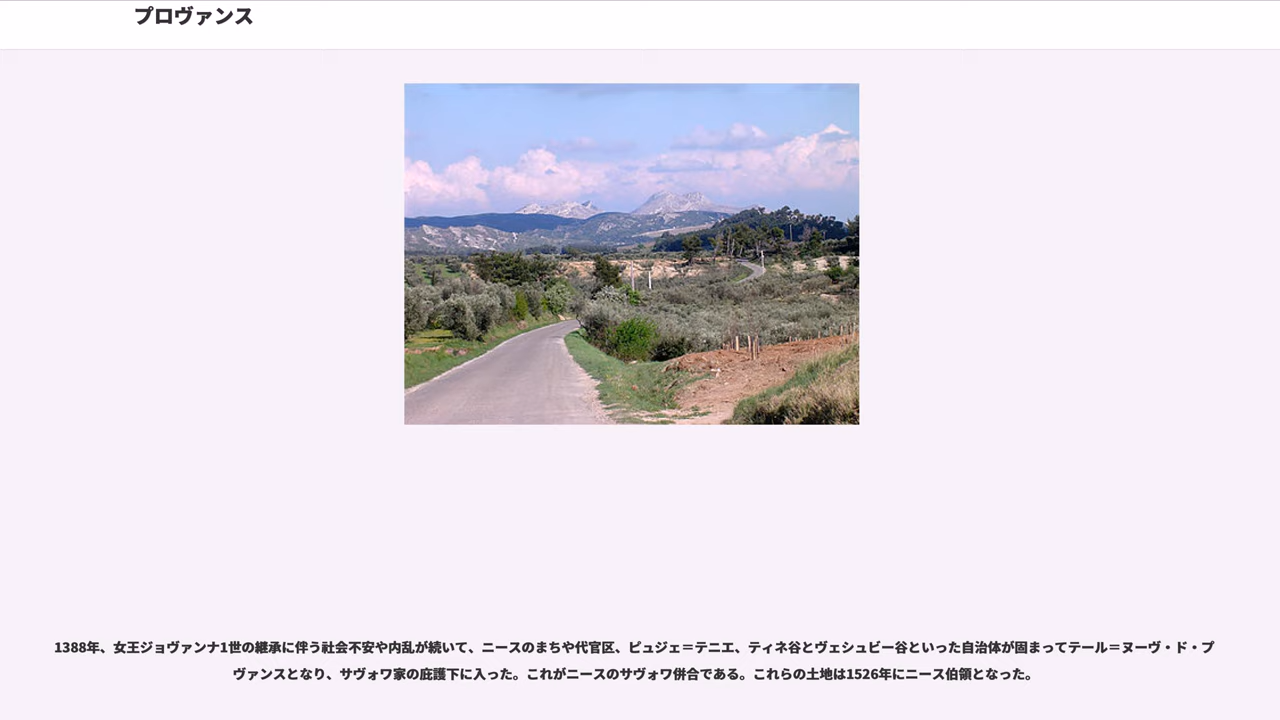 プロヴァンス
1388年、女王ジョヴァンナ1世の継承に伴う社会不安や内乱が続いて、ニースのまちや代官区、ピュジェ＝テニエ、ティネ谷とヴェシュビー谷といった自治体が固まってテール＝ヌーヴ・ド・プ
ヴァンスとなり、サヴォワ家の庇護下に入った。これがニースのサヴォワ併合である。これらの土地は1526年にニース伯領となった。